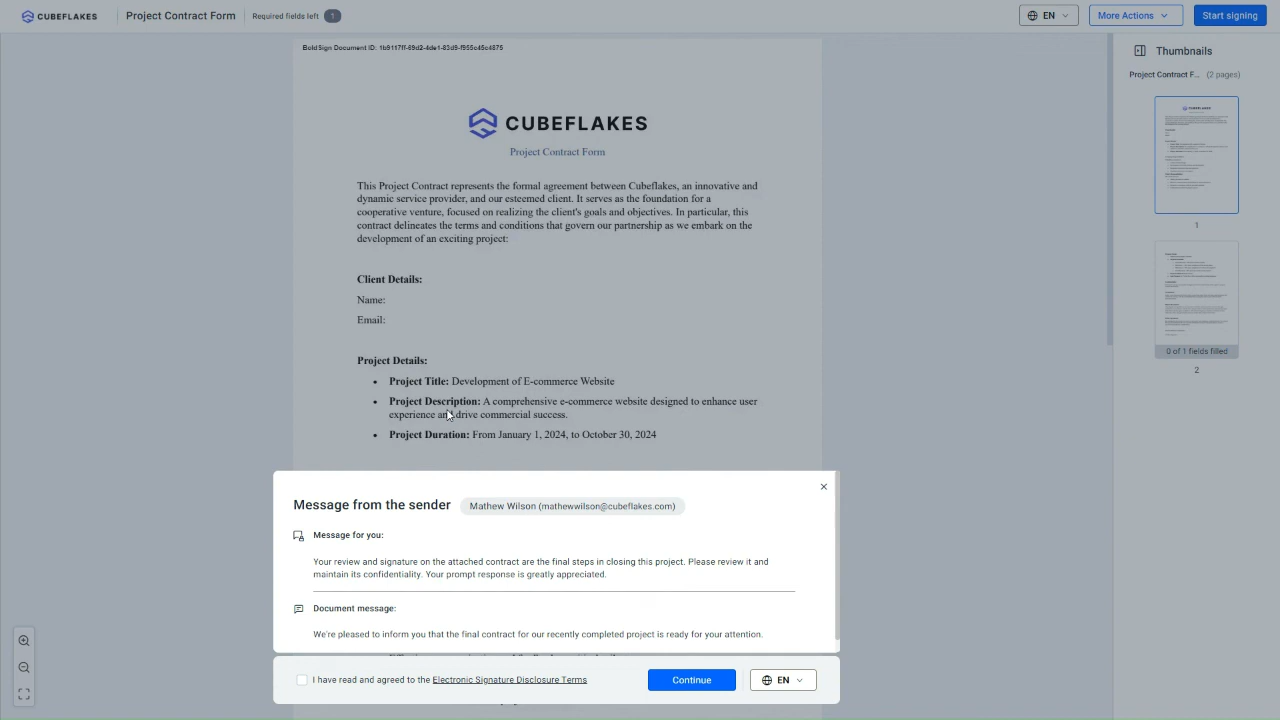 CUBEFLAKES
Project Contract Form
Required fields left 1
EN
More Actions
Start signing
BoldSign Document ID: 1b9117ff-69d2-4de1-83d9-f955c45c4875
CUBEFLAKES
Project Contract Form
This Project Contract represents the formal agreement between Cubeflakes, an innovative and
dynamic service provider, and our esteemed client. It serves as the foundation for a
cooperative venture, focused on realizing the client's goals and objectives. In particular, this
contract delineates the terms and conditions that govern our partnership as we embark on the
development of an exciting project:
Client Details:
Name:
Email:
Project Details:
• Project Title: Development of E-commerce Website
• Project Description: A comprehensive e-commerce website designed to enhance user
experience and drive commercial success.
• Project Duration: From January 1, 2024, to October 30, 2024
Message from the sender
Mathew Wilson (mathewwilson@cubeflakes.com)
Message for you:
Your review and signature on the attached contract are the final steps in closing this project. Please review it and
maintain its confidentiality. Your prompt response is greatly appreciated.
Document message:
We're pleased to inform you that the final contract for our recently completed project is ready for your attention.
I have read and agreed to the Electronic Signature Disclosure Terms
Continue
EN
Thumbnails
Project Contract F... (2 pages)
CUBEFLAKES
1
0 of 1 fields filled
2